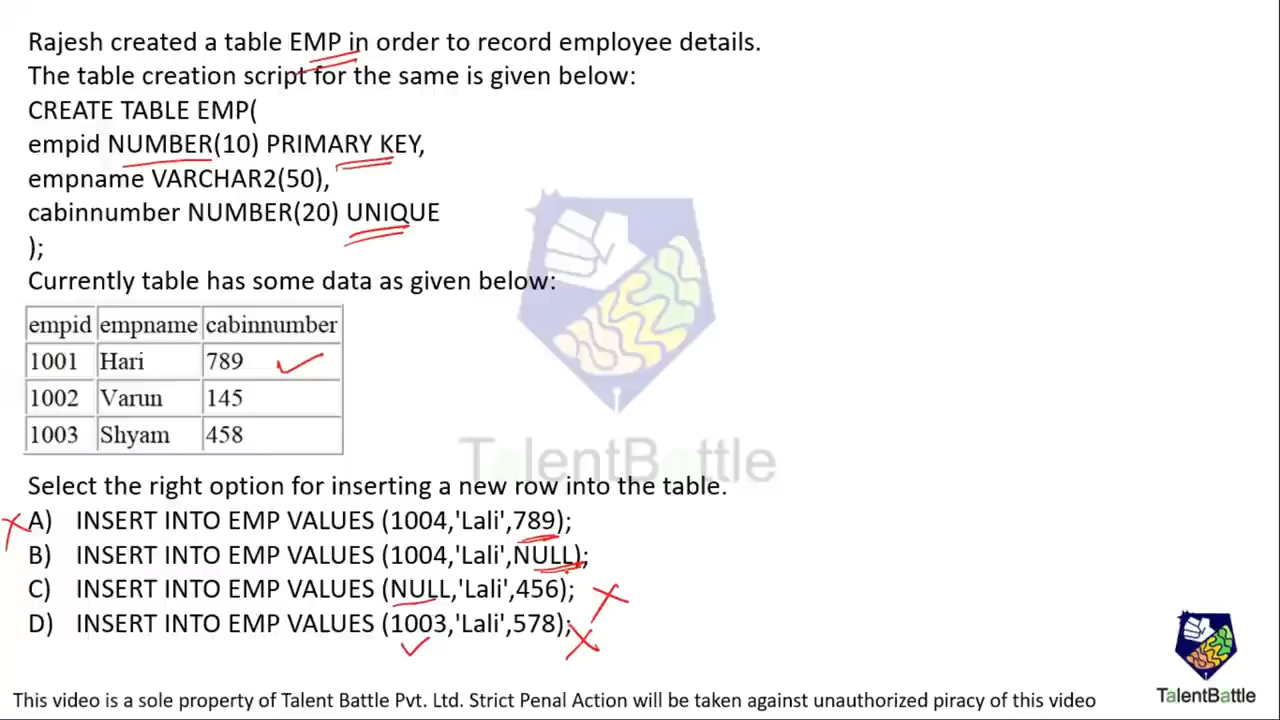 Rajesh created a table EMP in order to record employee details.
The table creation script for the same is given below:
CREATE TABLE EMP(
empid NUMBER(10) PRIMARY KEY,
empname VARCHAR2(50),
cabinnumber NUMBER(20) UNIQUE
);
Currently table has some data as given below:
empid empname cabinnumber
1001 Hari 789
1002 Varun 145
1003 Shyam 458
TalentBattle
Select the right option for inserting a new row into the table.
A) INSERT INTO EMP VALUES (1004,'Lali',789);
B) INSERT INTO EMP VALUES (1004,'Lali',NULL);
C) INSERT INTO EMP VALUES (NULL,'Lali',456);
D) INSERT INTO EMP VALUES (1003,'Lali',578);
TalentBattle
This video is a sole property of Talent Battle Pvt. Ltd. Strict Penal Action will be taken against unauthorized piracy of this video